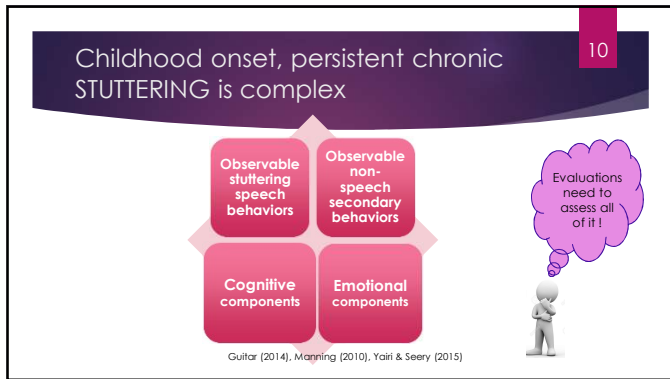 10
Childhood onset, persistent chronic
STUTTERING is complex
Observable
stuttering
speech
behaviors
Observable
non-
speech
secondary
behaviors
Cognitive
components
Emotional
components
Evaluations
need to
assess all
of it !
Guitar (2014), Manning (2010), Yairi & Seery (2015)